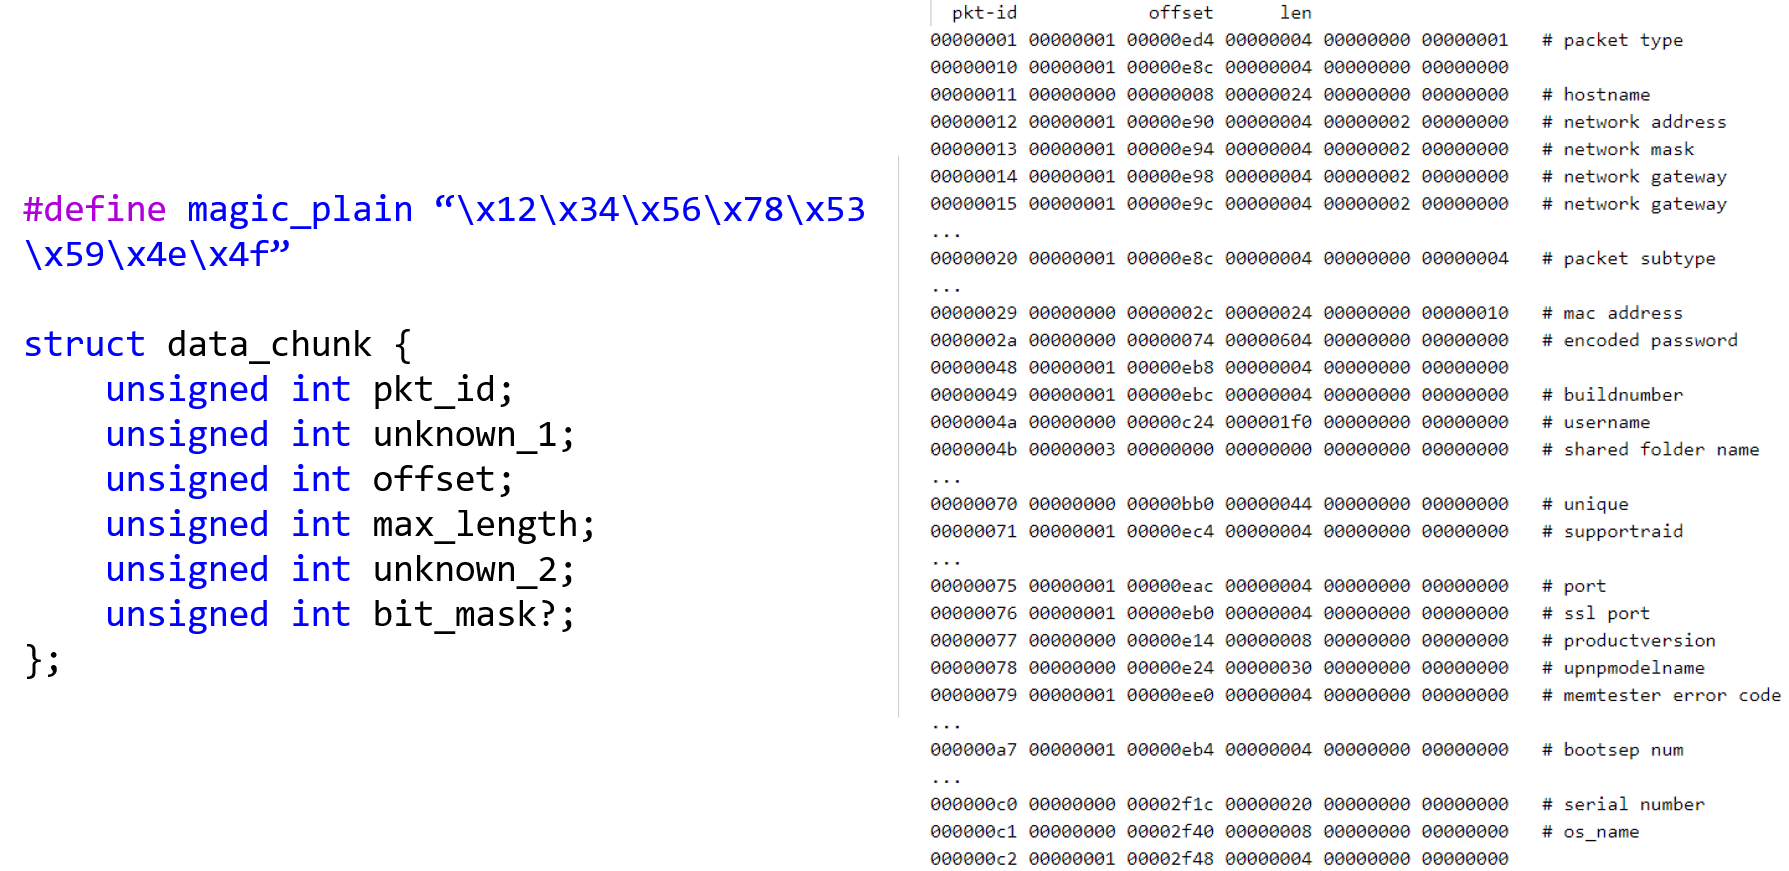 #define magic_plain “\x12\x34\x56\x78\x53
\x59\x4e\x4f”
struct data_chunk {
unsigned int pkt_id;
unsigned int unknown_1;
unsigned int offset;
unsigned int max_length;
unsigned int unknown_2;
unsigned int bit_mask?;
};
pkt-id offset len
00000001 00000001 00000ed4 00000004 00000000 00000001 # packet type
00000010 00000001 00000e8c 00000004 00000000 00000000
00000011 00000000 00000008 00000024 00000000 00000000 # hostname
00000012 00000001 00000e90 00000004 00000002 00000000 # network address
00000013 00000001 00000e94 00000004 00000002 00000000 # network mask
00000014 00000001 00000e98 00000004 00000002 00000000 # network gateway
00000015 00000001 00000e9c 00000004 00000002 00000000 # network gateway
...
00000020 00000001 00000e8c 00000004 00000000 00000004 # packet subtype
...
00000029 00000000 0000002c 00000024 00000000 00000010 # mac address
0000002a 00000000 00000074 00000604 00000000 00000000 # encoded password
00000048 00000001 00000eb8 00000004 00000000 00000000
00000049 00000001 00000ebc 00000004 00000000 00000000 # buildnumber
0000004a 00000000 00000c24 000001f0 00000000 00000000 # username
0000004b 00000003 00000000 00000000 00000000 00000000 # shared folder name
...
00000070 00000000 00000bb0 00000044 00000000 00000000 # unique
00000071 00000001 00000ec4 00000004 00000000 00000000 # supportraid
...
00000075 00000001 00000eac 00000004 00000000 00000000 # port
00000076 00000001 00000eb0 00000004 00000000 00000000 # ssl port
00000077 00000000 00000e14 00000008 00000000 00000000 # productversion
00000078 00000000 00000e24 00000030 00000000 00000000 # upnpmodelname
00000079 00000001 00000ee0 00000004 00000000 00000000 # memtester error code
...
000000a7 00000001 00000eb4 00000004 00000000 00000000 # bootsep num
...
000000c0 00000000 00002f1c 00000020 00000000 00000000 # serial number
000000c1 00000000 00002f40 00000008 00000000 00000000 # os_name
000000c2 00000001 00002f48 00000004 00000000 00000000